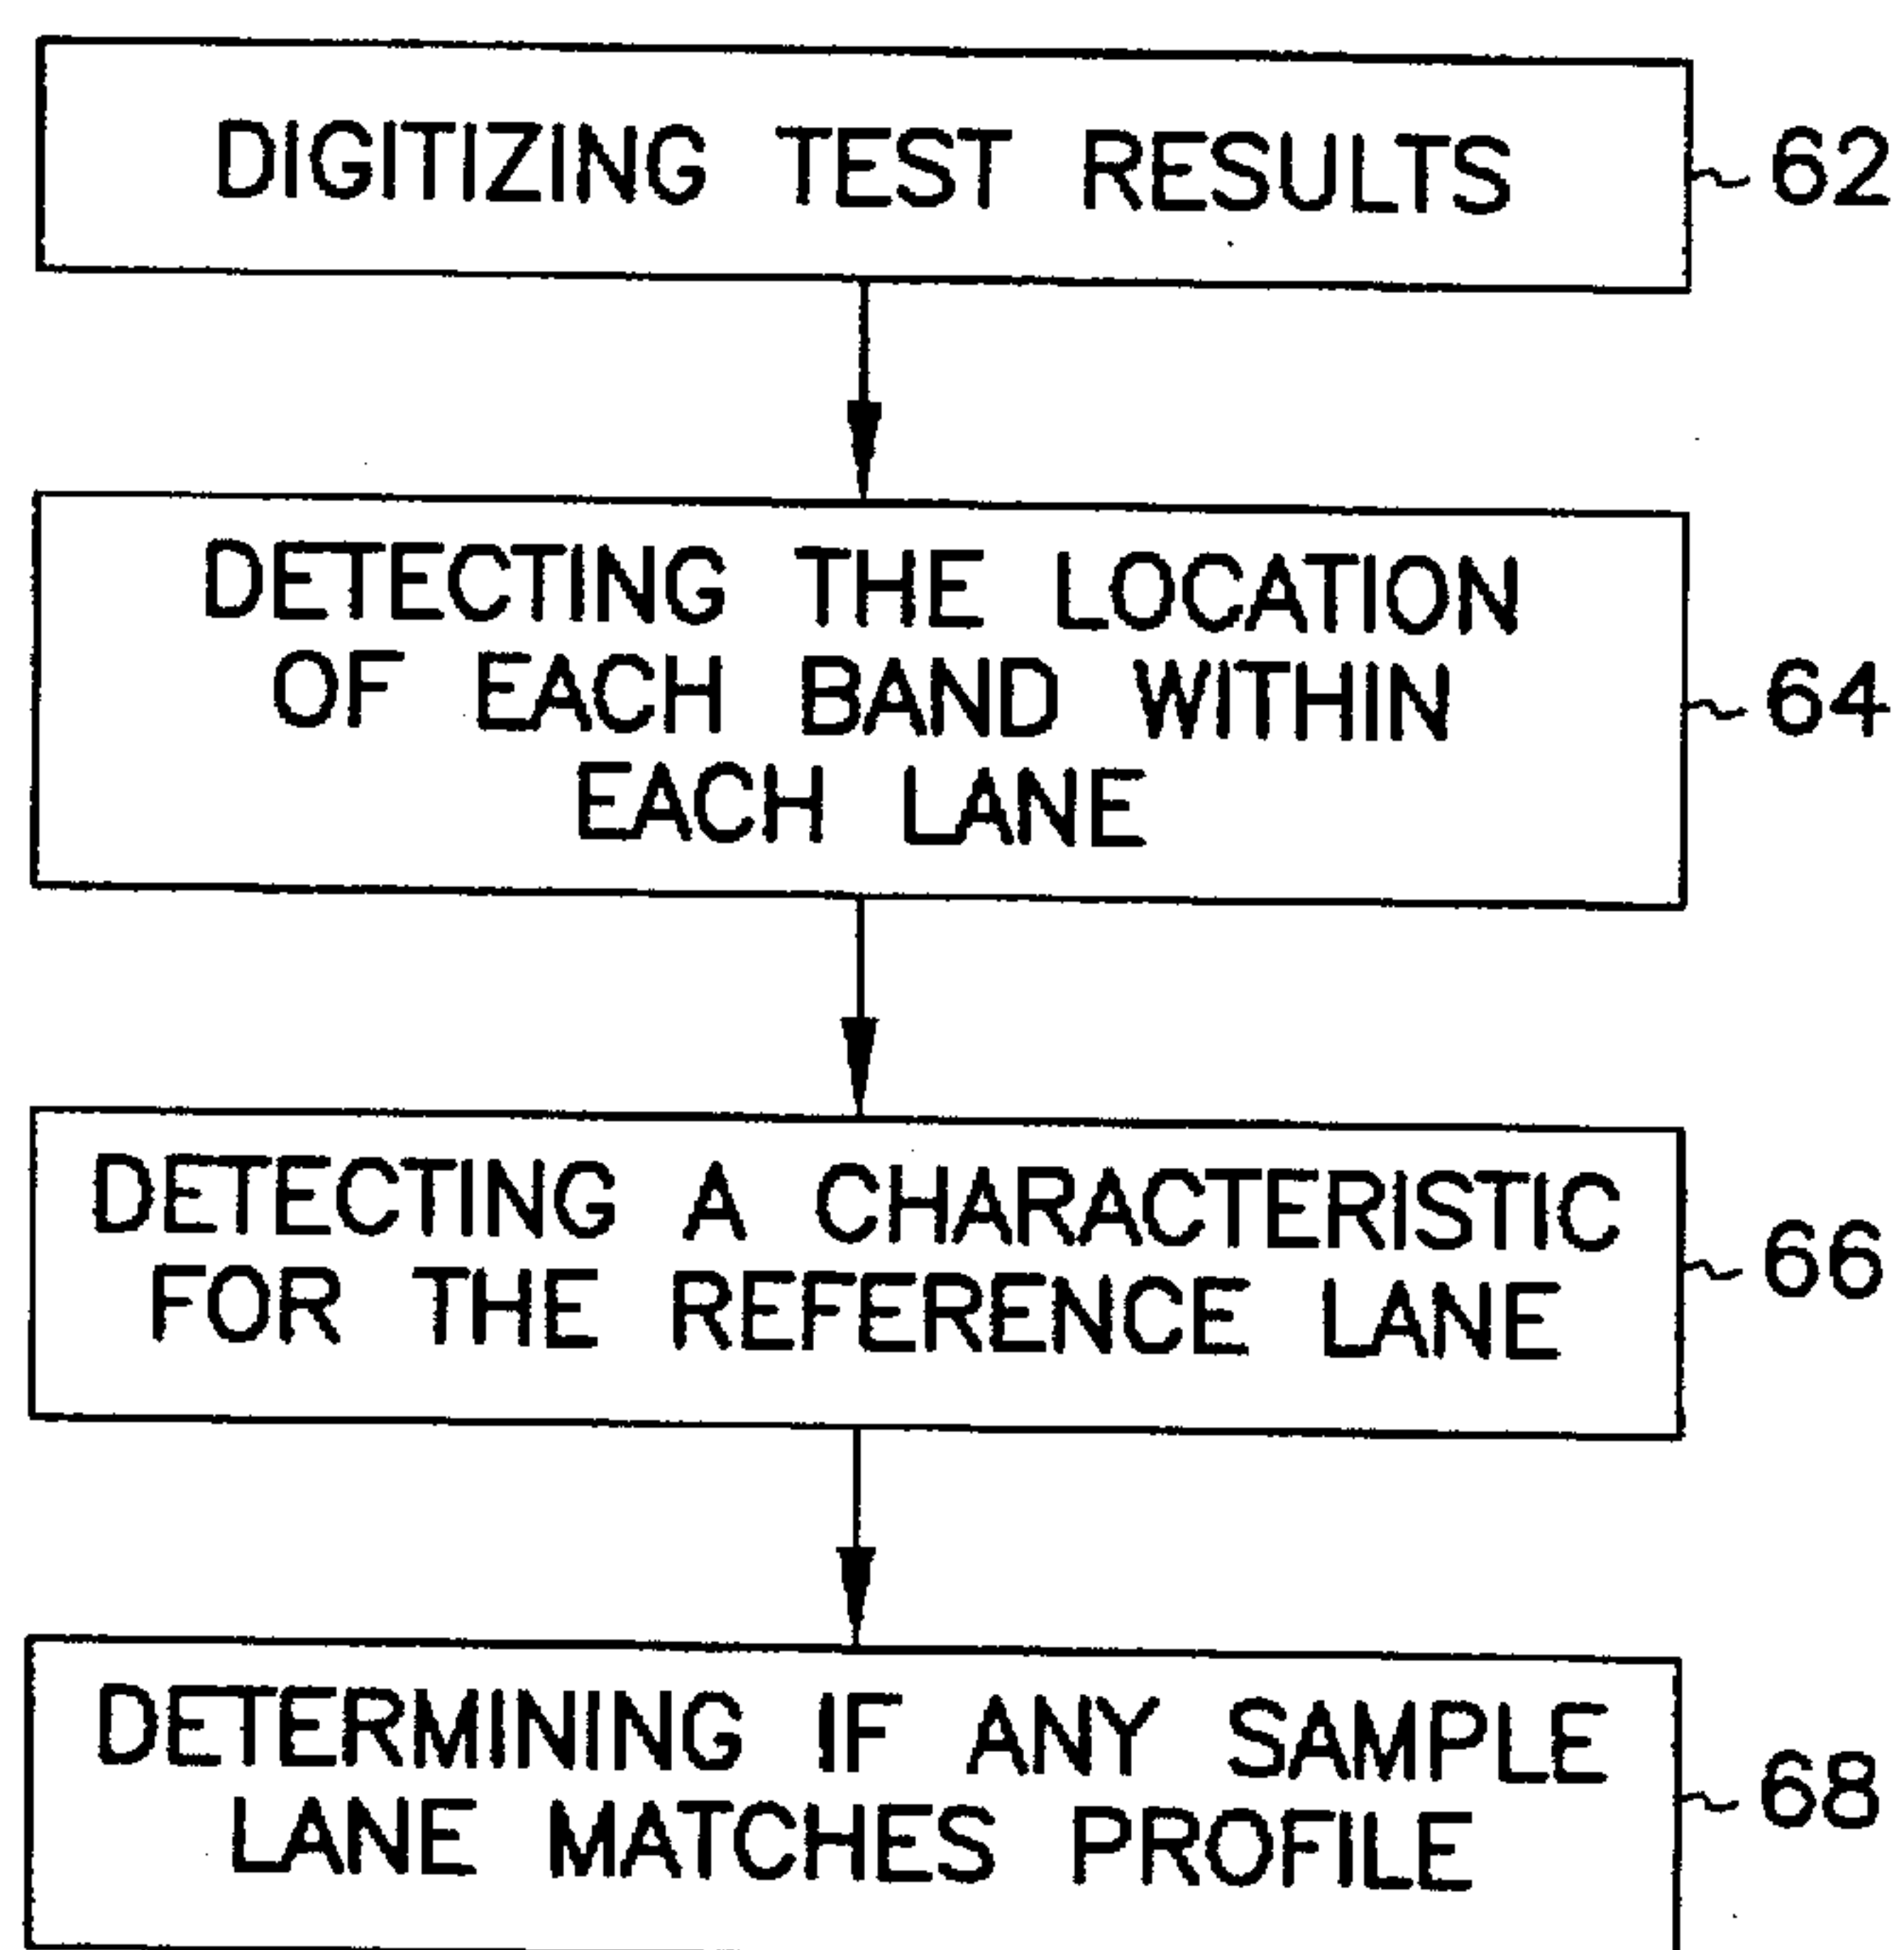 DIGITIZING TEST RESULTS
62
DETECTING THE LOCATION
OF EACH BAND WITHIN
EACH LANE
64
DETECTING A CHARACTERISTIC
FOR THE REFERENCE LANE
66
DETERMINING IF ANY SAMPLE
LANE MATCHES PROFILE
68